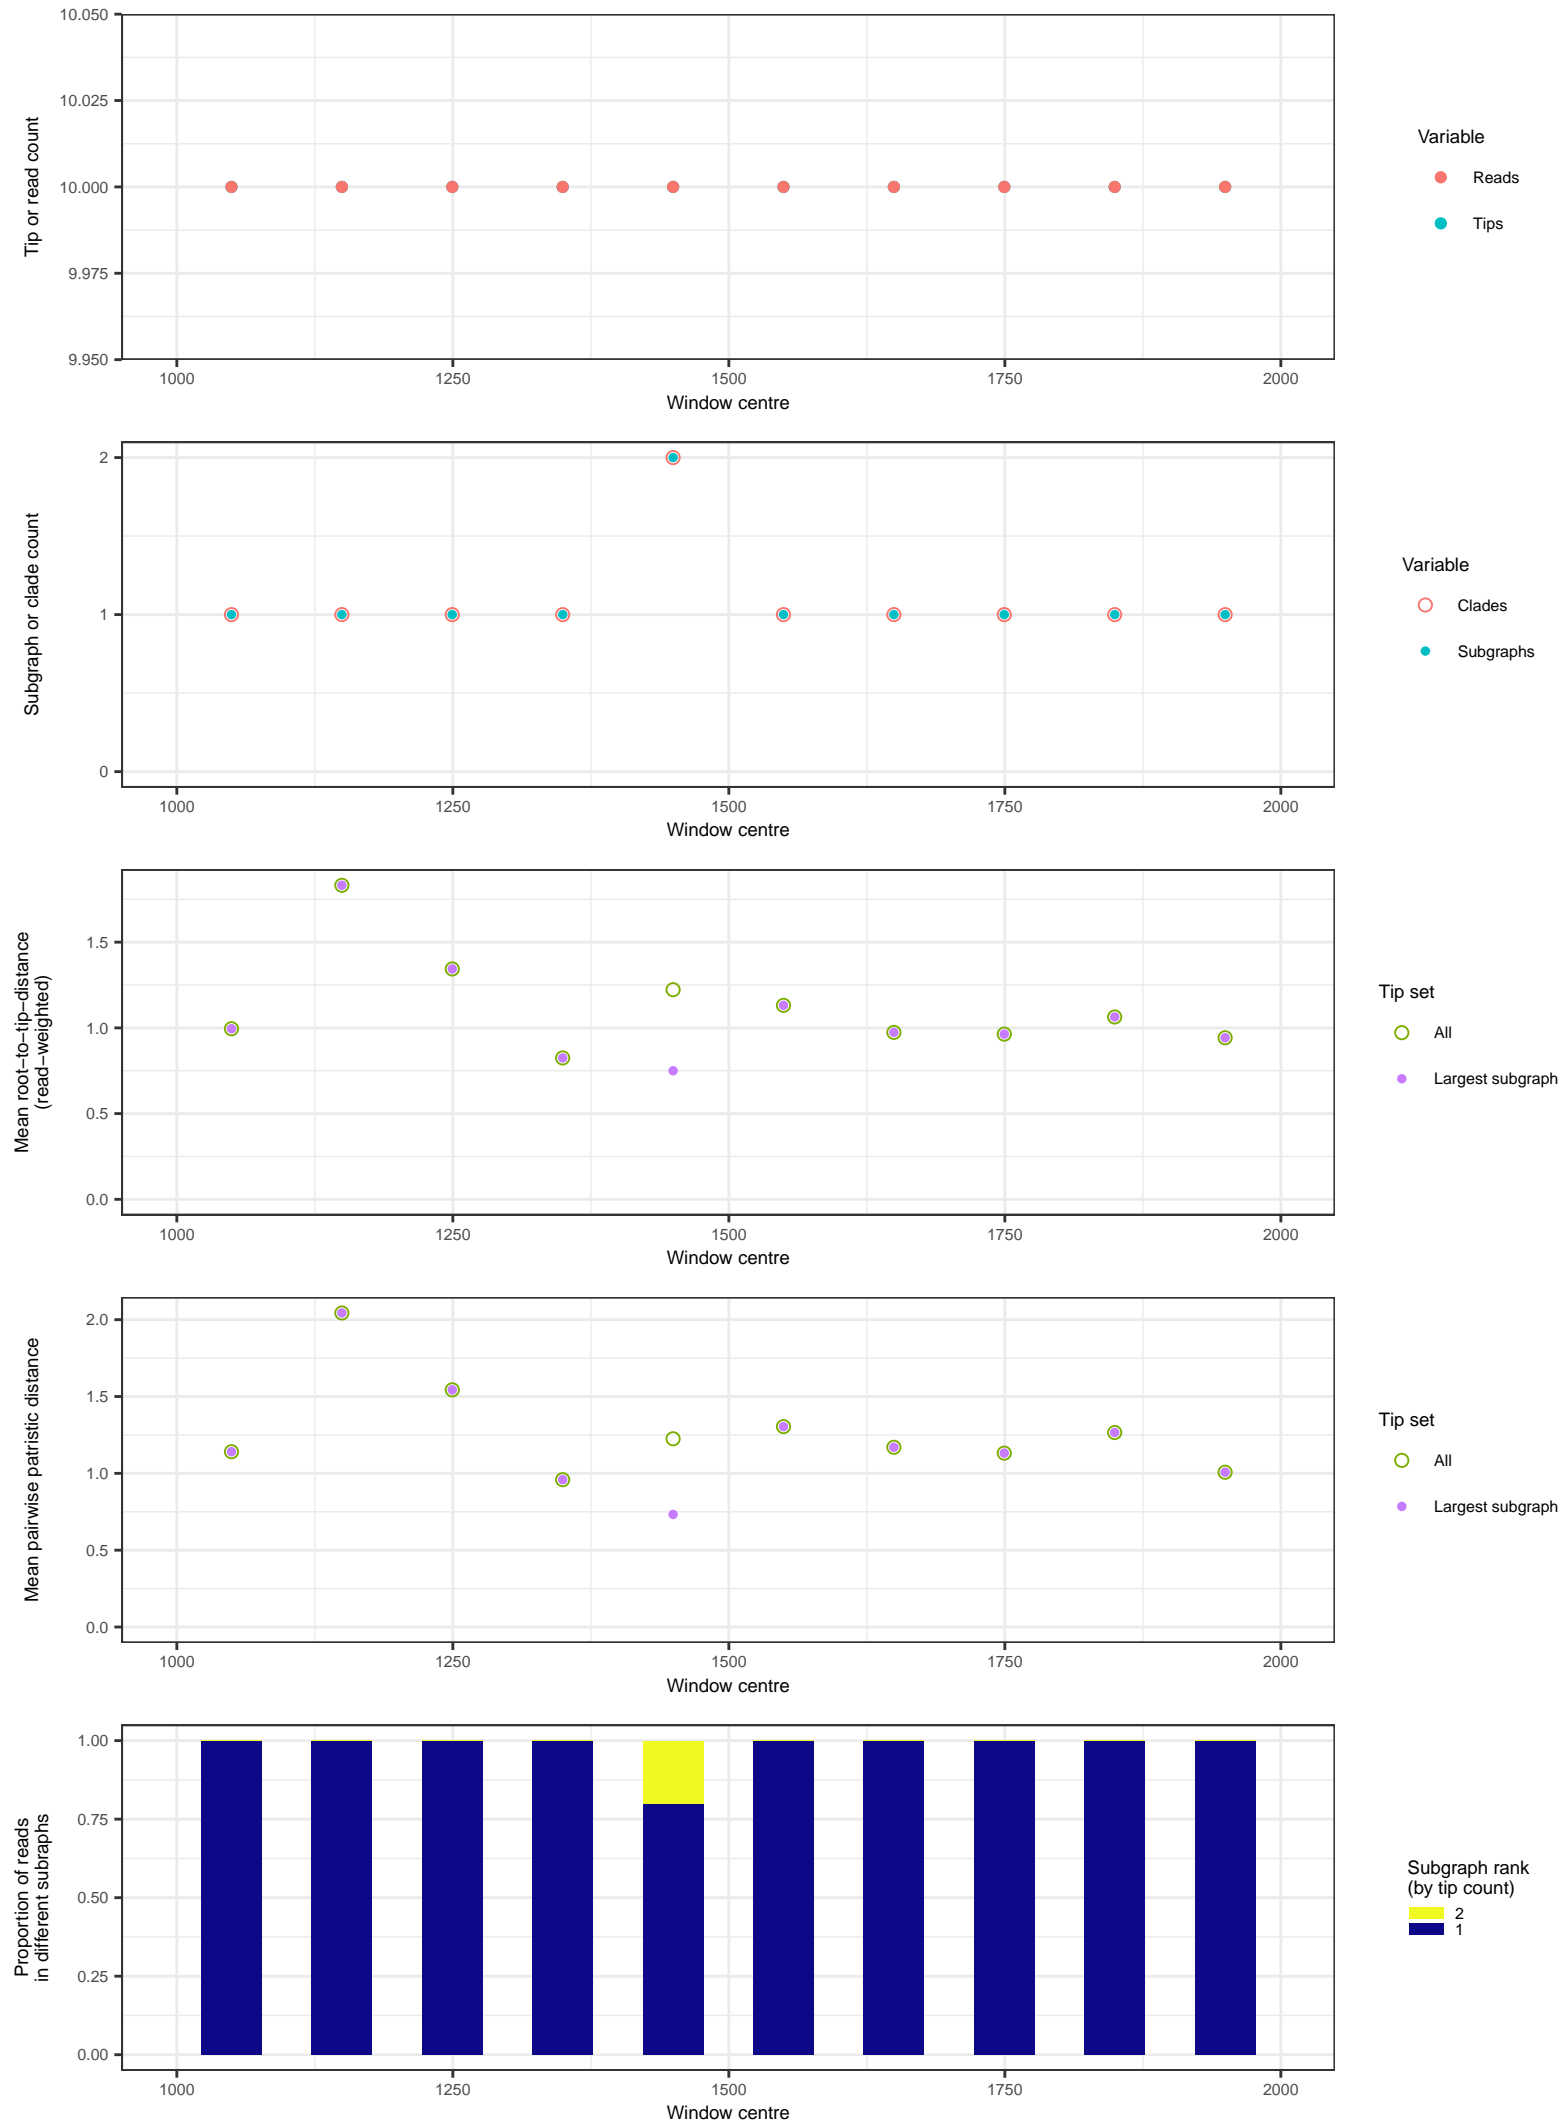 10.050
10.025
10.000
9.975
9.950
Tip or read count
1000 1250 1500 1750 2000
Window centre
Variable
Reads
Tips
2
1
0
Subgraph or clade count
1000 1250 1500 1750 2000
Window centre
Variable
Clades
Subgraphs
1.5
1.0
0.5
0.0
Mean root−to−tip−distance
(read−weighted)
1000 1250 1500 1750 2000
Window centre
Tip set
All
Largest subgraph
2.0
1.5
1.0
0.5
0.0
Mean pairwise patristic distance
1000 1250 1500 1750 2000
Window centre
Tip set
All
Largest subgraph
1.00
0.75
0.50
0.25
0.00
Proportion of reads
in different subraphs
1000 1250 1500 1750 2000
Window centre
Subgraph rank
(by tip count)
2
1